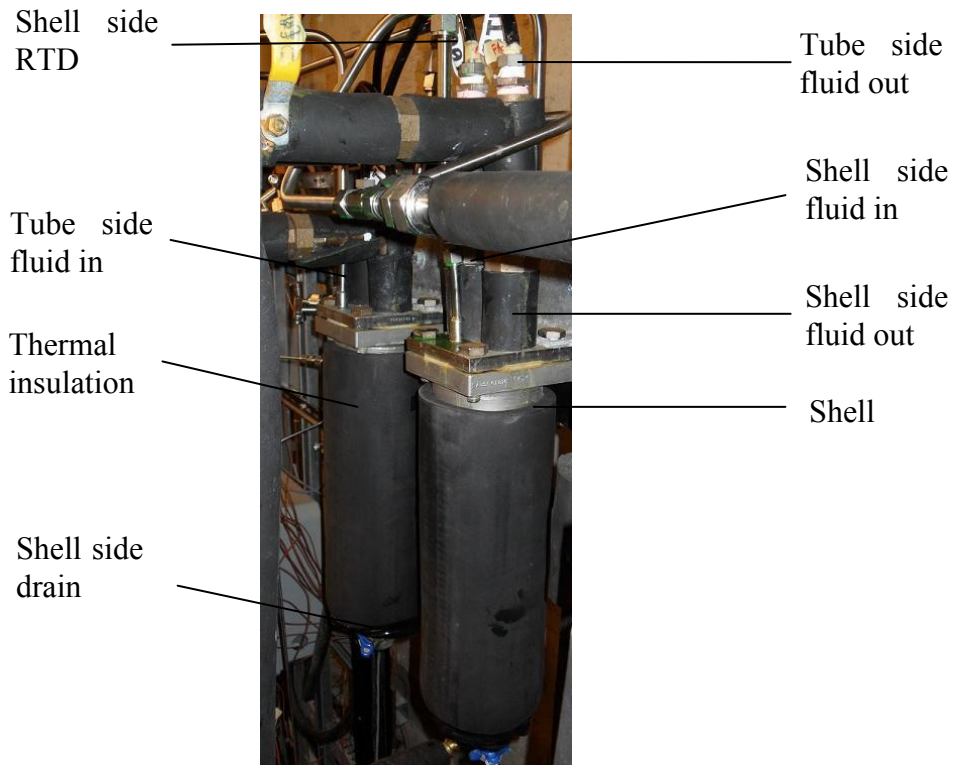 Shell side
RTD
Tube side
fluid out
Shell side
fluid in
Tube side
fluid in
Shell side
fluid out
Thermal
insulation
Shell
Shell side
drain